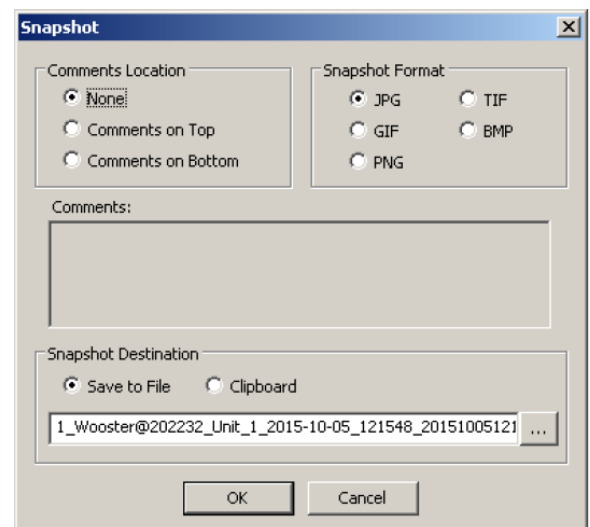 Snapshot
Comments Location
None
Comments on Top
Comments on Bottom
Snapshot Format
JPG
TIF
GIF
BMP
PNG
Comments:
Snapshot Destination
Save to File
Clipboard
1_Wooster@202232_Unit_1_2015-10-05_121548_20151005121
...
OK
Cancel